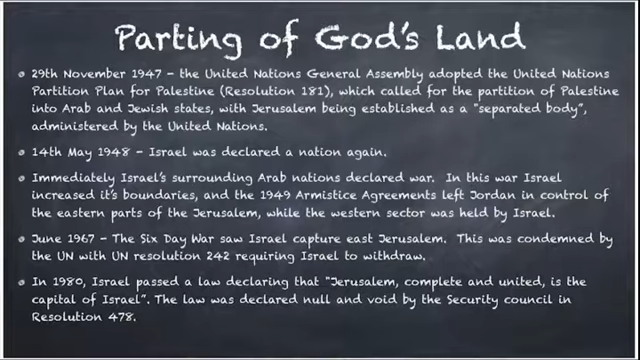 Parting of God's Land
29th November 1947 - the United Nations General Assembly adopted the United Nations
Partition Plan for Palestine (Resolution 181), which called for the partition of Palestine
into Arab and Jewish states, with Jerusalem being established as a "separated body",
administered by the United Nations.
14th May 1948 - Israel was declared a nation again.
Immediately Israel's surrounding Arab nations declared war. In this war Israel
increased it's boundaries, and the 1949 Armistice Agreements left Jordan in control of
the eastern parts of the Jerusalem, while the western sector was held by Israel.
June 1967 - The Six Day War saw Israel capture east Jerusalem. This was condemned by
the UN with UN resolution 242 requiring Israel to withdraw.
In 1980, Israel passed a law declaring that "Jerusalem, complete and united, is the
capital of Israel". The law was declared null and void by the Security council in
Resolution 478.